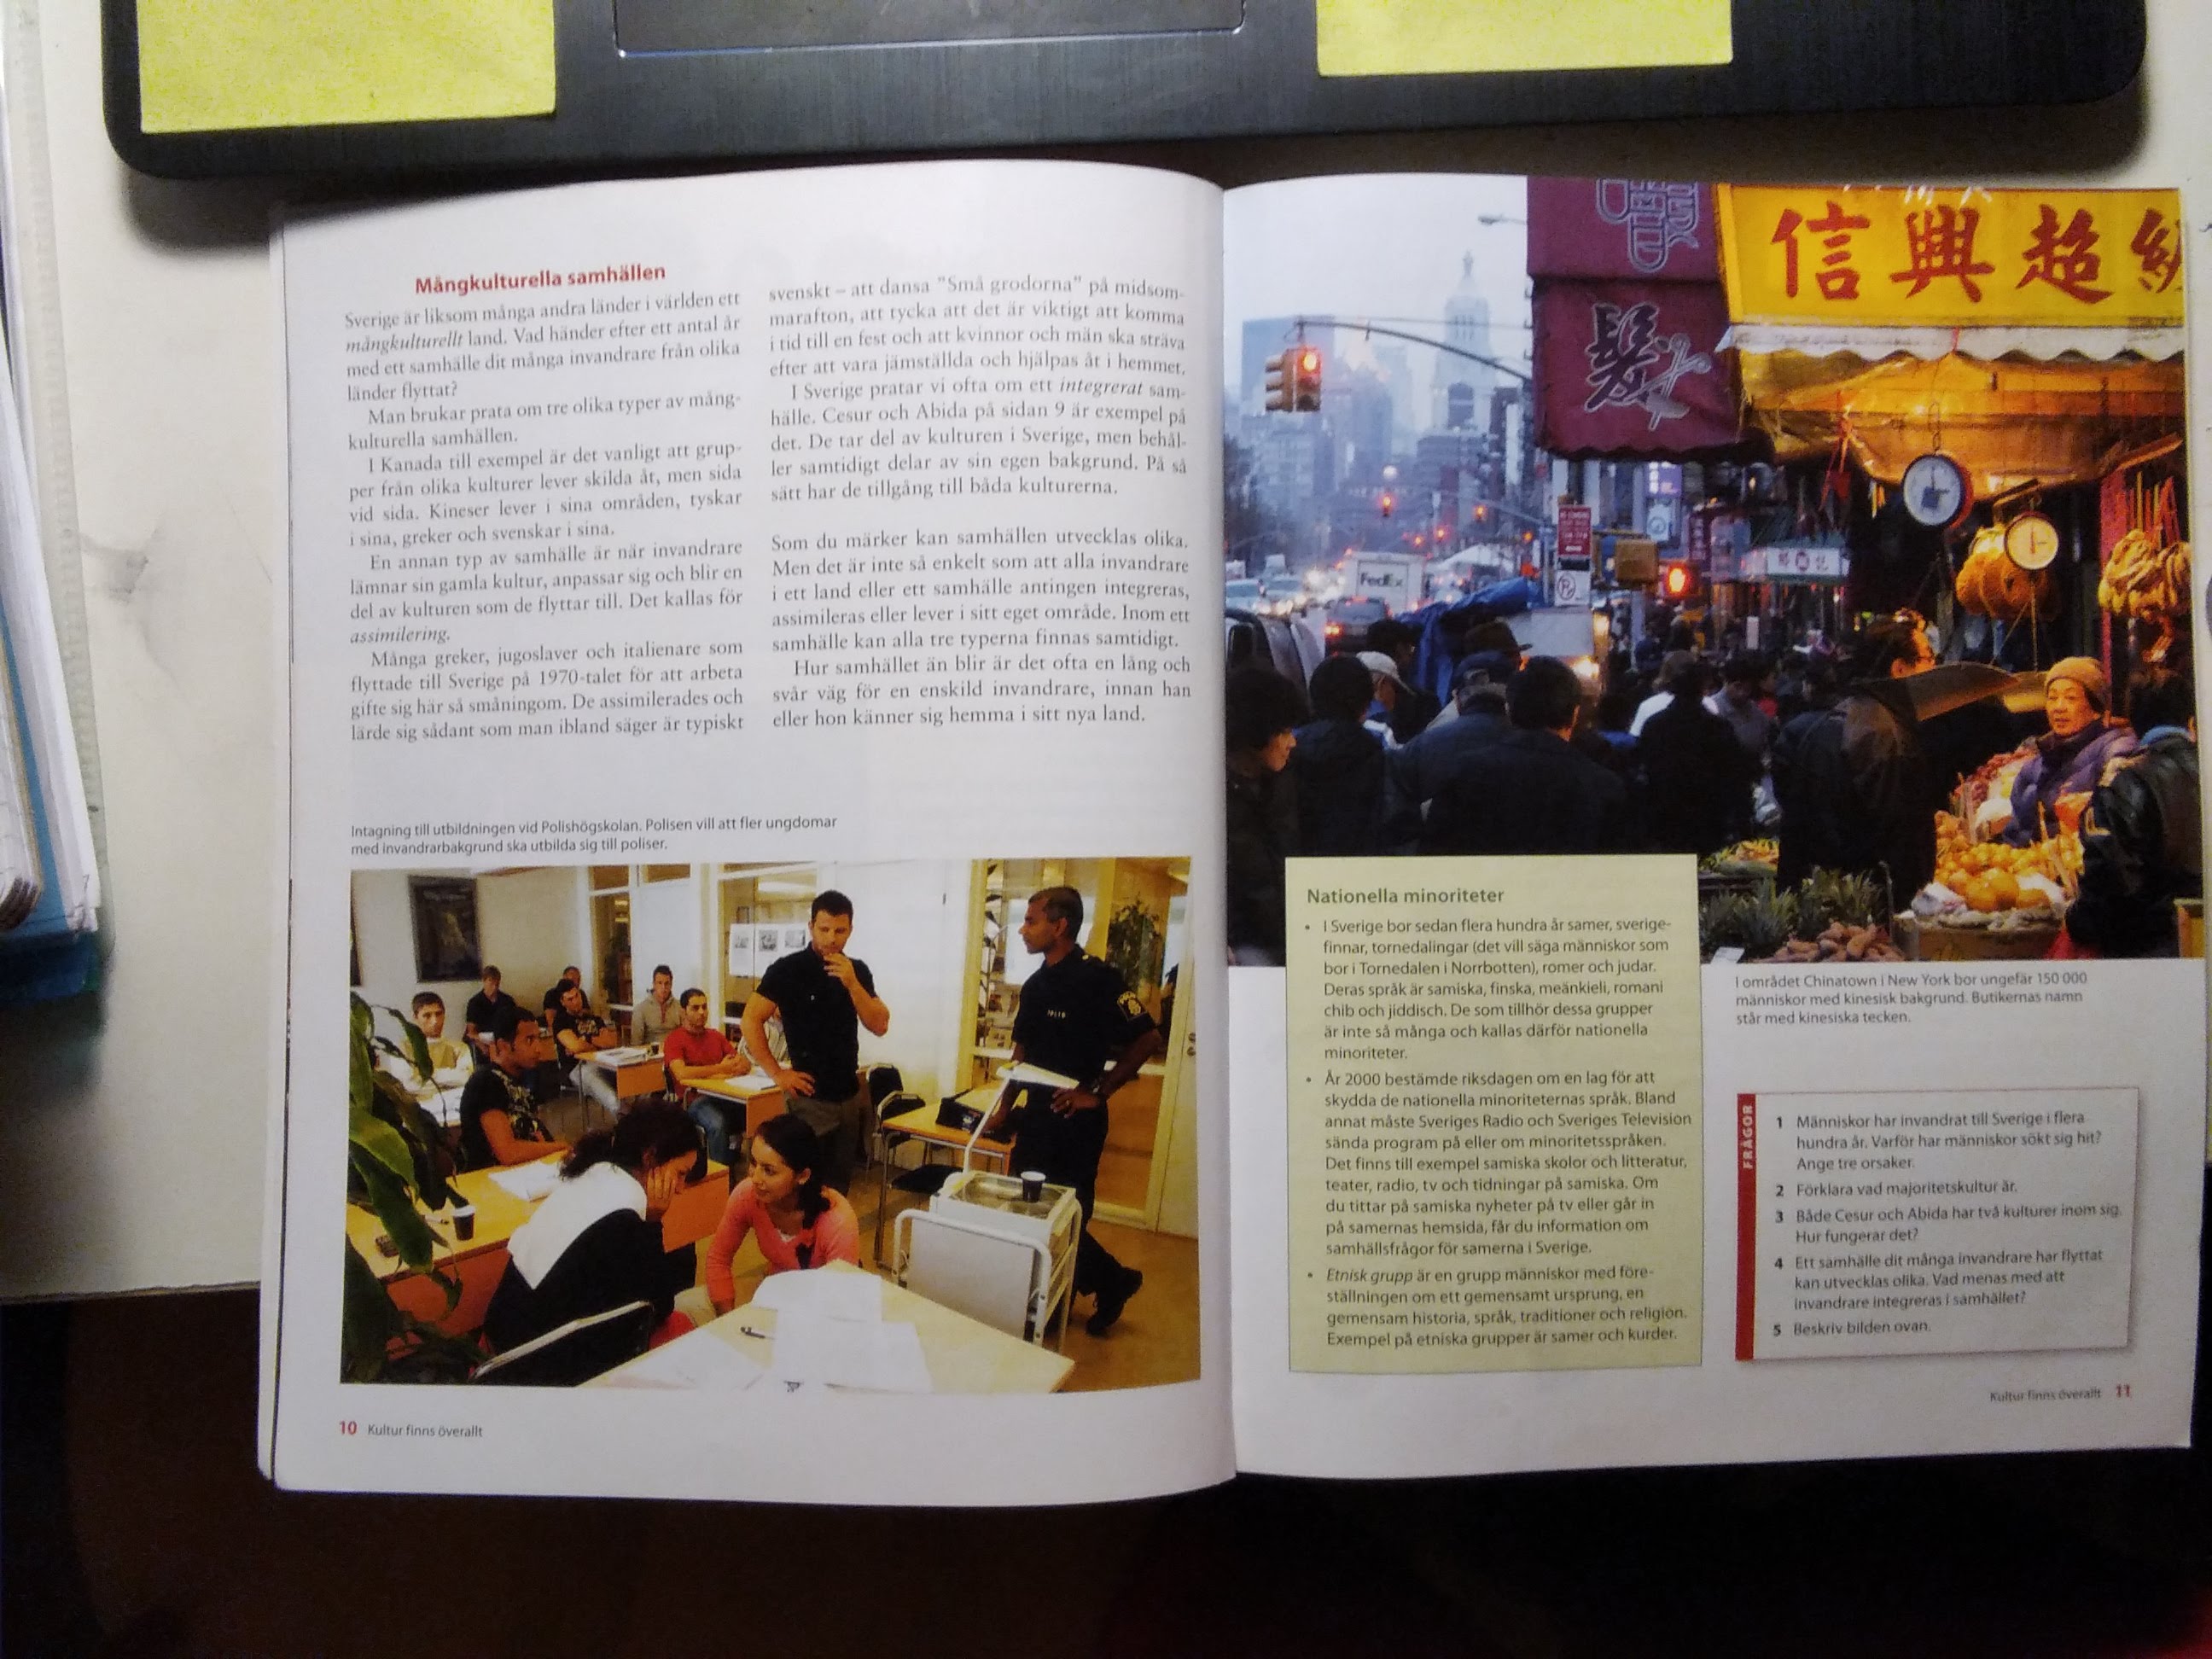 Mångkulturella samhällen
Sverige är liksom många andra länder i världen ett
mångkulturellt land. Vad händer efter ett antal år
med ett samhälle dit många invandrare från olika
länder flyttat?
Man brukar prata om tre olika typer av mång-
kulturella samhällen.
I Kanada till exempel är det vanligt att grup-
per från olika kulturer lever skilda åt, men sida
vid sida. Kineser lever i sina områden, tyskar
i sina, greker och svenskar i sina.
En annan typ av samhälle är när invandrare
lämnar sin gamla kultur, anpassar sig och blir en
del av kulturen som de flyttar till. Det kallas för
assimilering.
Många greker, jugoslaver och italienare som
flyttade till Sverige på 1970-talet för att arbeta
gifte sig här så småningom. De assimilerades och
lärde sig sådant som man ibland säger är typiskt
svenskt – att dansa "Små grodorna" på midsom-
marafton, att tycka att det är viktigt att komma
i tid till en fest och att kvinnor och män ska sträva
efter att vara jämställda och hjälpas åt i hemmet.
I Sverige pratar vi ofta om ett integrerat sam-
hälle. Cesur och Abida på sidan 9 är exempel på
det. De tar del av kulturen i Sverige, men behål-
ler samtidigt delar av sin egen bakgrund. På så
sätt har de tillgång till båda kulturerna.
Som du märker kan samhällen utvecklas olika.
Men det är inte så enkelt som att alla invandrare
i ett land eller ett samhälle antingen integreras,
assimileras eller lever i sitt eget område. Inom ett
samhälle kan alla tre typerna finnas samtidigt.
Hur samhället än blir är det ofta en lång och
svår väg för en enskild invandrare, innan han
eller hon känner sig hemma i sitt nya land.
Intagning till utbildningen vid Polishögskolan. Polisen vill att fler ungdomar
med invandrarbakgrund ska utbilda sig till poliser.
10 Kultur finns överallt
信興超級
髮
FedEx
Nationella minoriteter
• I Sverige bor sedan flera hundra år samer, sverige-
finnar, tornedalingar (det vill säga människor som
bor i Tornedalen i Norrbotten), romer och judar.
Deras språk är samiska, finska, meänkieli, romani
chib och jiddisch. De som tillhör dessa grupper
är inte så många och kallas därför nationella
minoriteter.
• År 2000 bestämde riksdagen om en lag för att
skydda de nationella minoriteternas språk. Bland
annat måste Sveriges Radio och Sveriges Television
sända program på eller om minoritetsspråken.
Det finns till exempel samiska skolor och litteratur,
teater, radio, tv och tidningar på samiska. Om
du tittar på samiska nyheter på tv eller går in
på samernas hemsida, får du information om
samhällsfrågor för samerna i Sverige.
• Etnisk grupp är en grupp människor med före-
ställningen om ett gemensamt ursprung, en
gemensam historia, språk, traditioner och religion.
Exempel på etniska grupper är samer och kurder.
I området Chinatown i New York bor ungefär 150 000
människor med kinesisk bakgrund. Butikernas namn
står med kinesiska tecken.
FRÅGOR
1 Människor har invandrat till Sverige i flera
hundra år. Varför har människor sökt sig hit?
Ange tre orsaker.
2 Förklara vad majoritetskultur är.
3 Både Cesur och Abida har två kulturer inom sig.
Hur fungerar det?
4 Ett samhälle dit många invandrare har flyttat
kan utvecklas olika. Vad menas med att
invandrare integreras i samhället?
5 Beskriv bilden ovan.
Kultur finns överallt 11